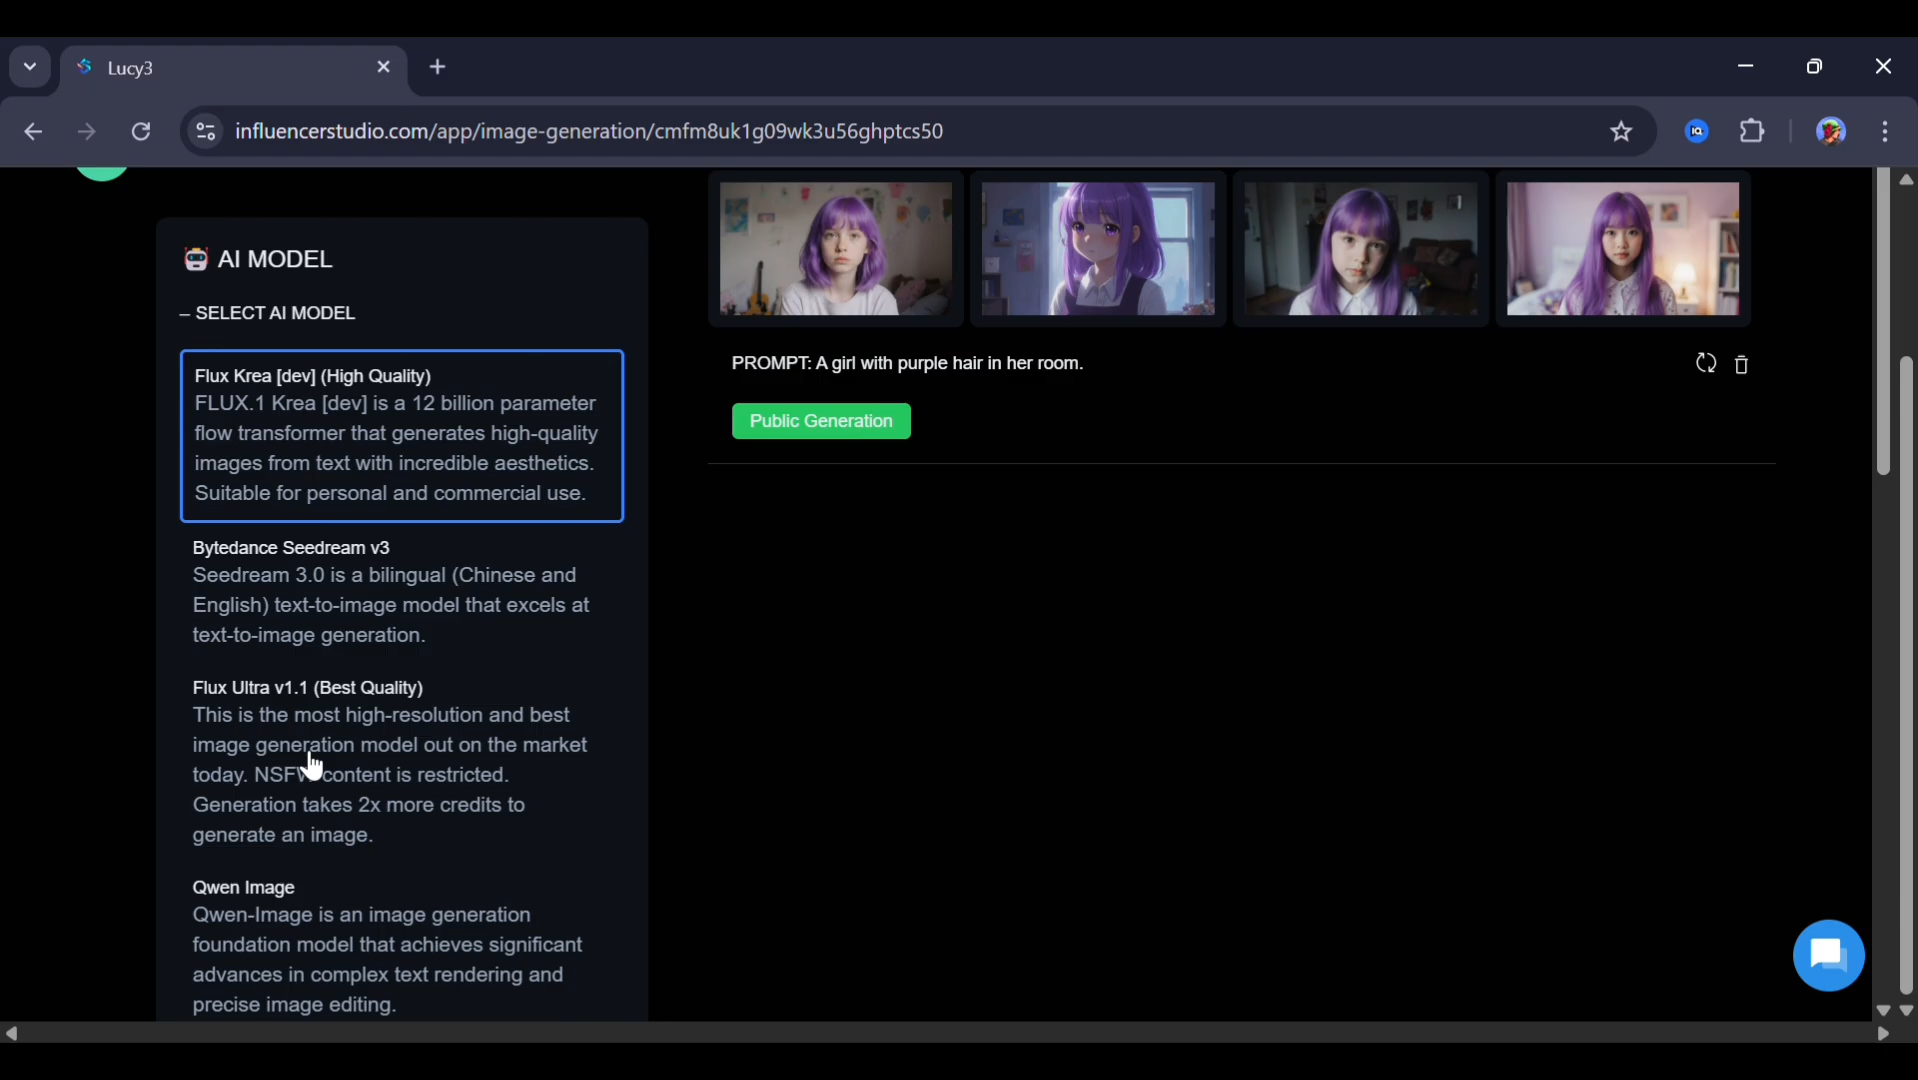 Lucy3
influencerstudio.com/app/image-generation/cmfm8uk1g09wk3u56ghptcs50
AI MODEL
– SELECT AI MODEL
Flux Krea [dev] (High Quality)
FLUX.1 Krea [dev] is a 12 billion parameter
flow transformer that generates high-quality
images from text with incredible aesthetics.
Suitable for personal and commercial use.
Bytedance Seedream v3
Seedream 3.0 is a bilingual (Chinese and
English) text-to-image model that excels at
text-to-image generation.
Flux Ultra v1.1 (Best Quality)
This is the most high-resolution and best
image generation model out on the market
today. NSFW content is restricted.
Generation takes 2x more credits to
generate an image.
Qwen Image
Qwen-Image is an image generation
foundation model that achieves significant
advances in complex text rendering and
precise image editing.
PROMPT: A girl with purple hair in her room.
Public Generation